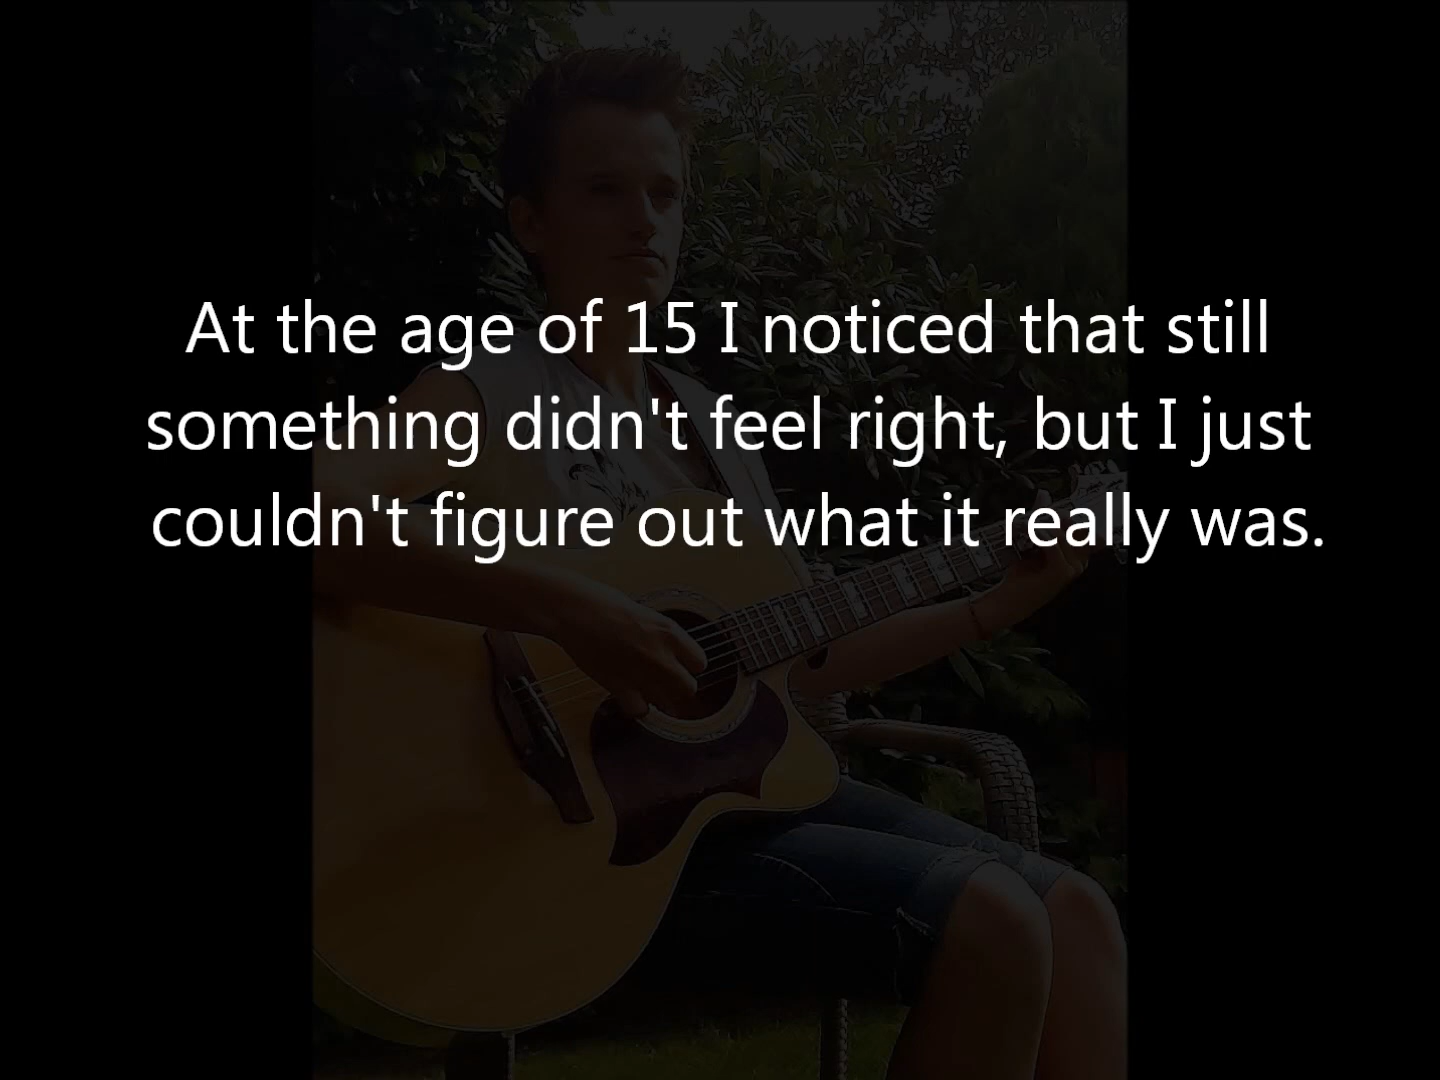 At the age of 15 I noticed that still
something didn't feel right, but I just
couldn't figure out what it really was.